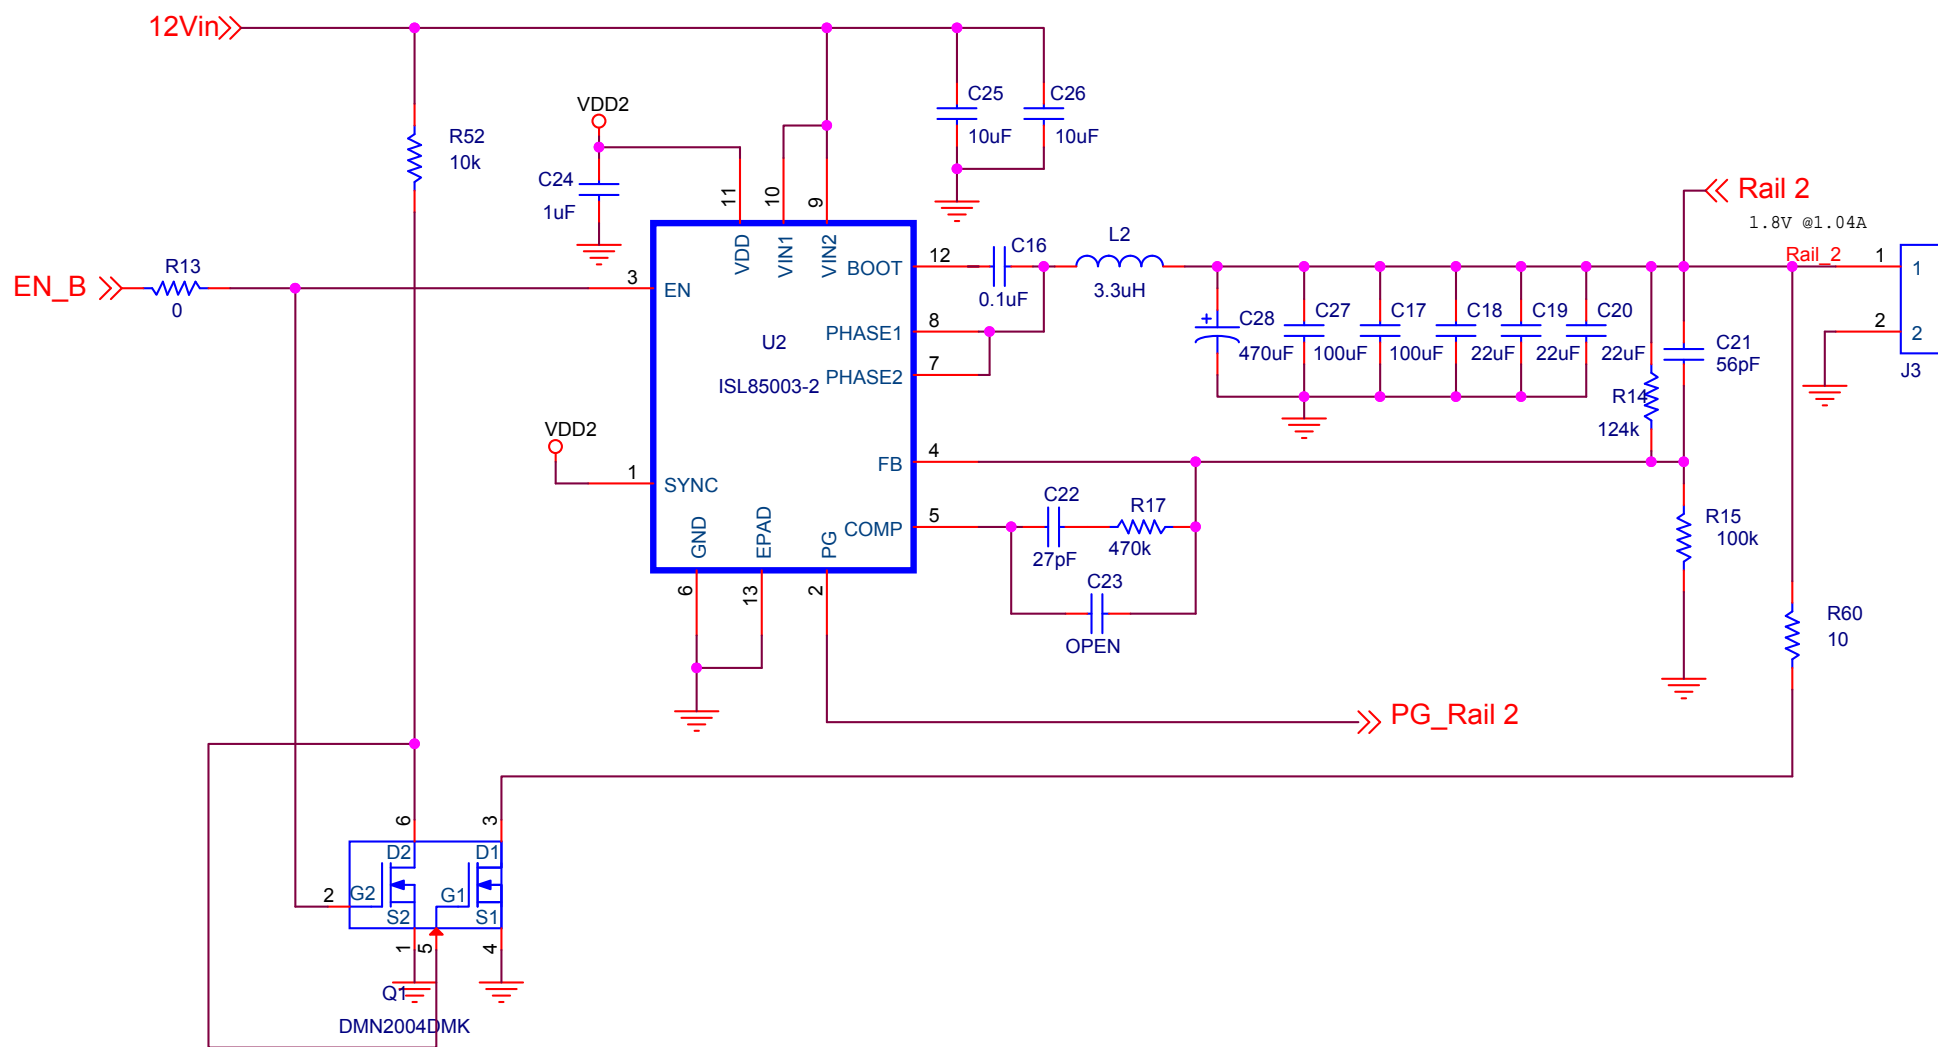 12Vin
R52
10k
VDD2
C24
1uF
C25
10uF
C26
10uF
11
10
9
VDD
VIN1
VIN2
EN_B
R13
0
3
EN
BOOT
12
C16
0.1uF
L2
3.3uH
Rail 2
1.8V @1.04A
Rail_2
1
1
2
2
J3
PHASE1
8
PHASE2
7
U2
ISL85003-2
C28
470uF
C27
100uF
C17
100uF
C18
22uF
C19
22uF
C20
22uF
C21
56pF
R14
124k
VDD2
1
SYNC
FB
4
COMP
5
C22
27pF
R17
470k
C23
OPEN
R15
100k
R60
10
GND
EPAD
PG
6
13
2
PG_Rail 2
6
3
D2
D1
2
G2
G1
S2
S1
1
5
4
Q1
DMN2004DMK